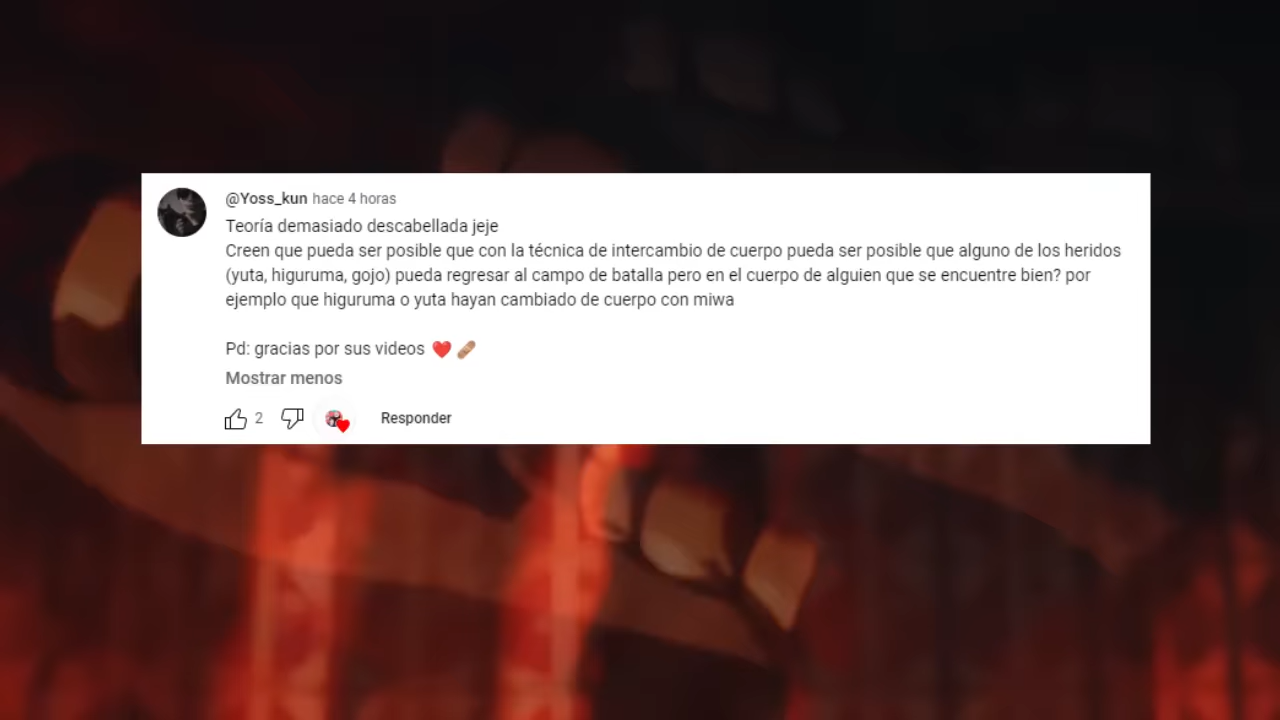 @Yoss_kun hace 4 horas
Teoría demasiado descabellada jeje
Creen que pueda ser posible que con la técnica de intercambio de cuerpo pueda ser posible que alguno de los heridos
(yuta, higuruma, gojo) pueda regresar al campo de batalla pero en el cuerpo de alguien que se encuentre bien? por
ejemplo que higuruma o yuta hayan cambiado de cuerpo con miwa
Pd: gracias por sus videos ❤️ 🩹
Mostrar menos
2 Responder